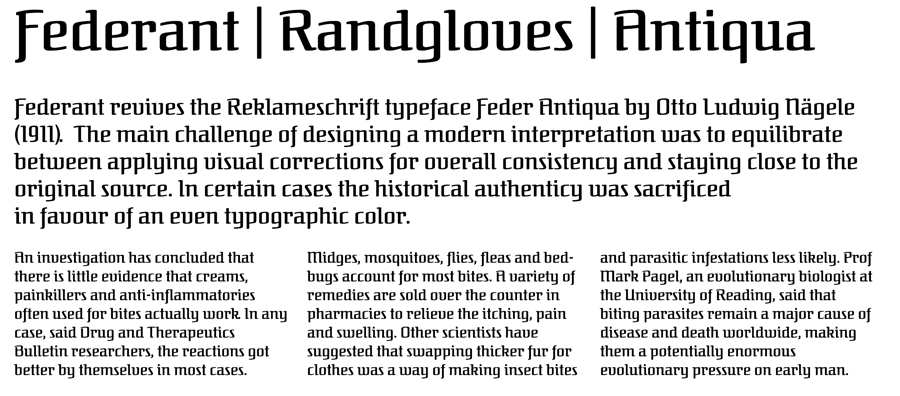 Federant | Randgloves | Antiqua
Federant revives the Reklameschrift typeface Feder Antiqua by Otto Ludwig Nägele
(1911). The main challenge of designing a modern interpretation was to equilibrate
between applying visual corrections for overall consistency and staying close to the
original source. In certain cases the historical authenticy was sacrificed
in favour of an even typographic color.
An investigation has concluded that
there is little evidence that creams,
painkillers and anti-inflammatories
often used for bites actually work. In any
case, said Drug and Therapeutics
Bulletin researchers, the reactions got
better by themselves in most cases.
Midges, mosquitoes, flies, fleas and bed-
bugs account for most bites. A variety of
remedies are sold over the counter in
pharmacies to relieve the itching, pain
and swelling. Other scientists have
suggested that swapping thicker fur for
clothes was a way of making insect bites
and parasitic infestations less likely. Prof
Mark Pagel, an evolutionary biologist at
the University of Reading, said that
biting parasites remain a major cause of
disease and death worldwide, making
them a potentially enormous
evolutionary pressure on early man.